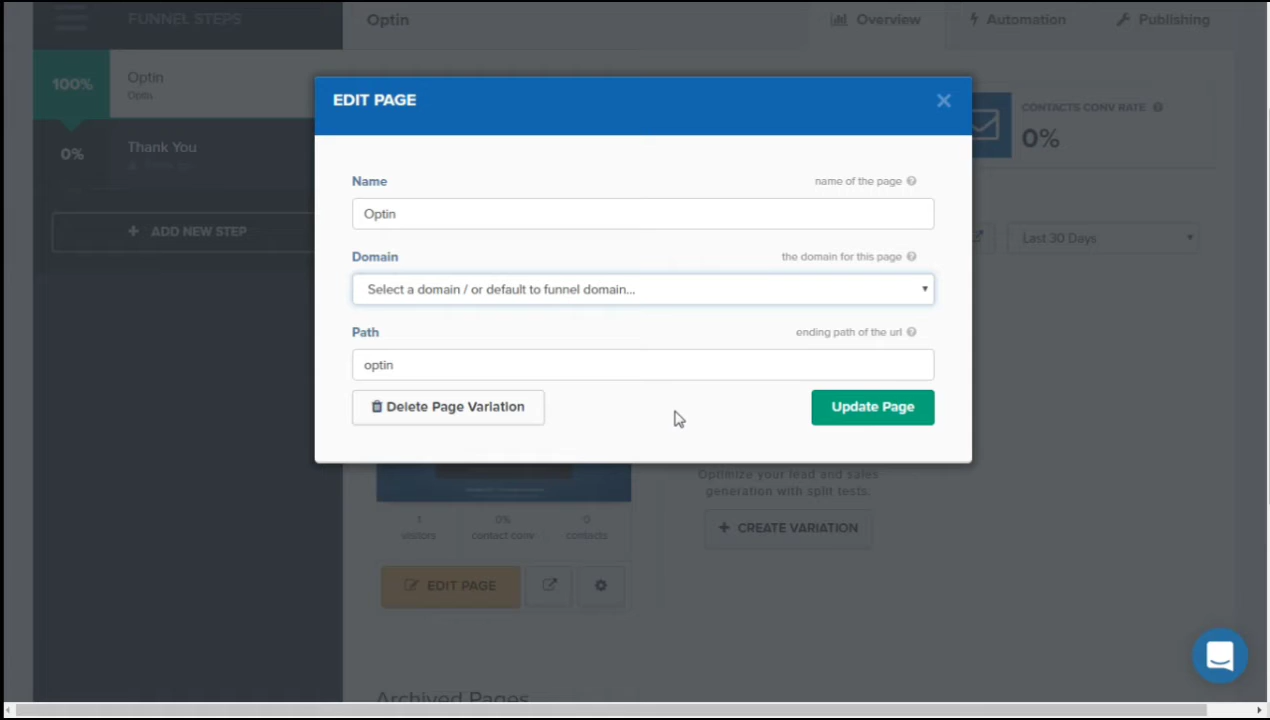 FUNNEL STEPS
Optin
Overview
Automation
Publishing
100%
Optin
Optin
0%
Thank You
+ ADD NEW STEP
EDIT PAGE
×
CONTACTS CONV RATE
0%
Last 30 Days
Name
name of the page
Optin
Domain
the domain for this page
Select a domain / or default to funnel domain...
Path
ending path of the url
optin
Delete Page Variation
Update Page
Optimize your lead and sales
generation with split tests.
+ CREATE VARIATION
visitors
0%
contact conv
0
contacts
EDIT PAGE
Archived Pages